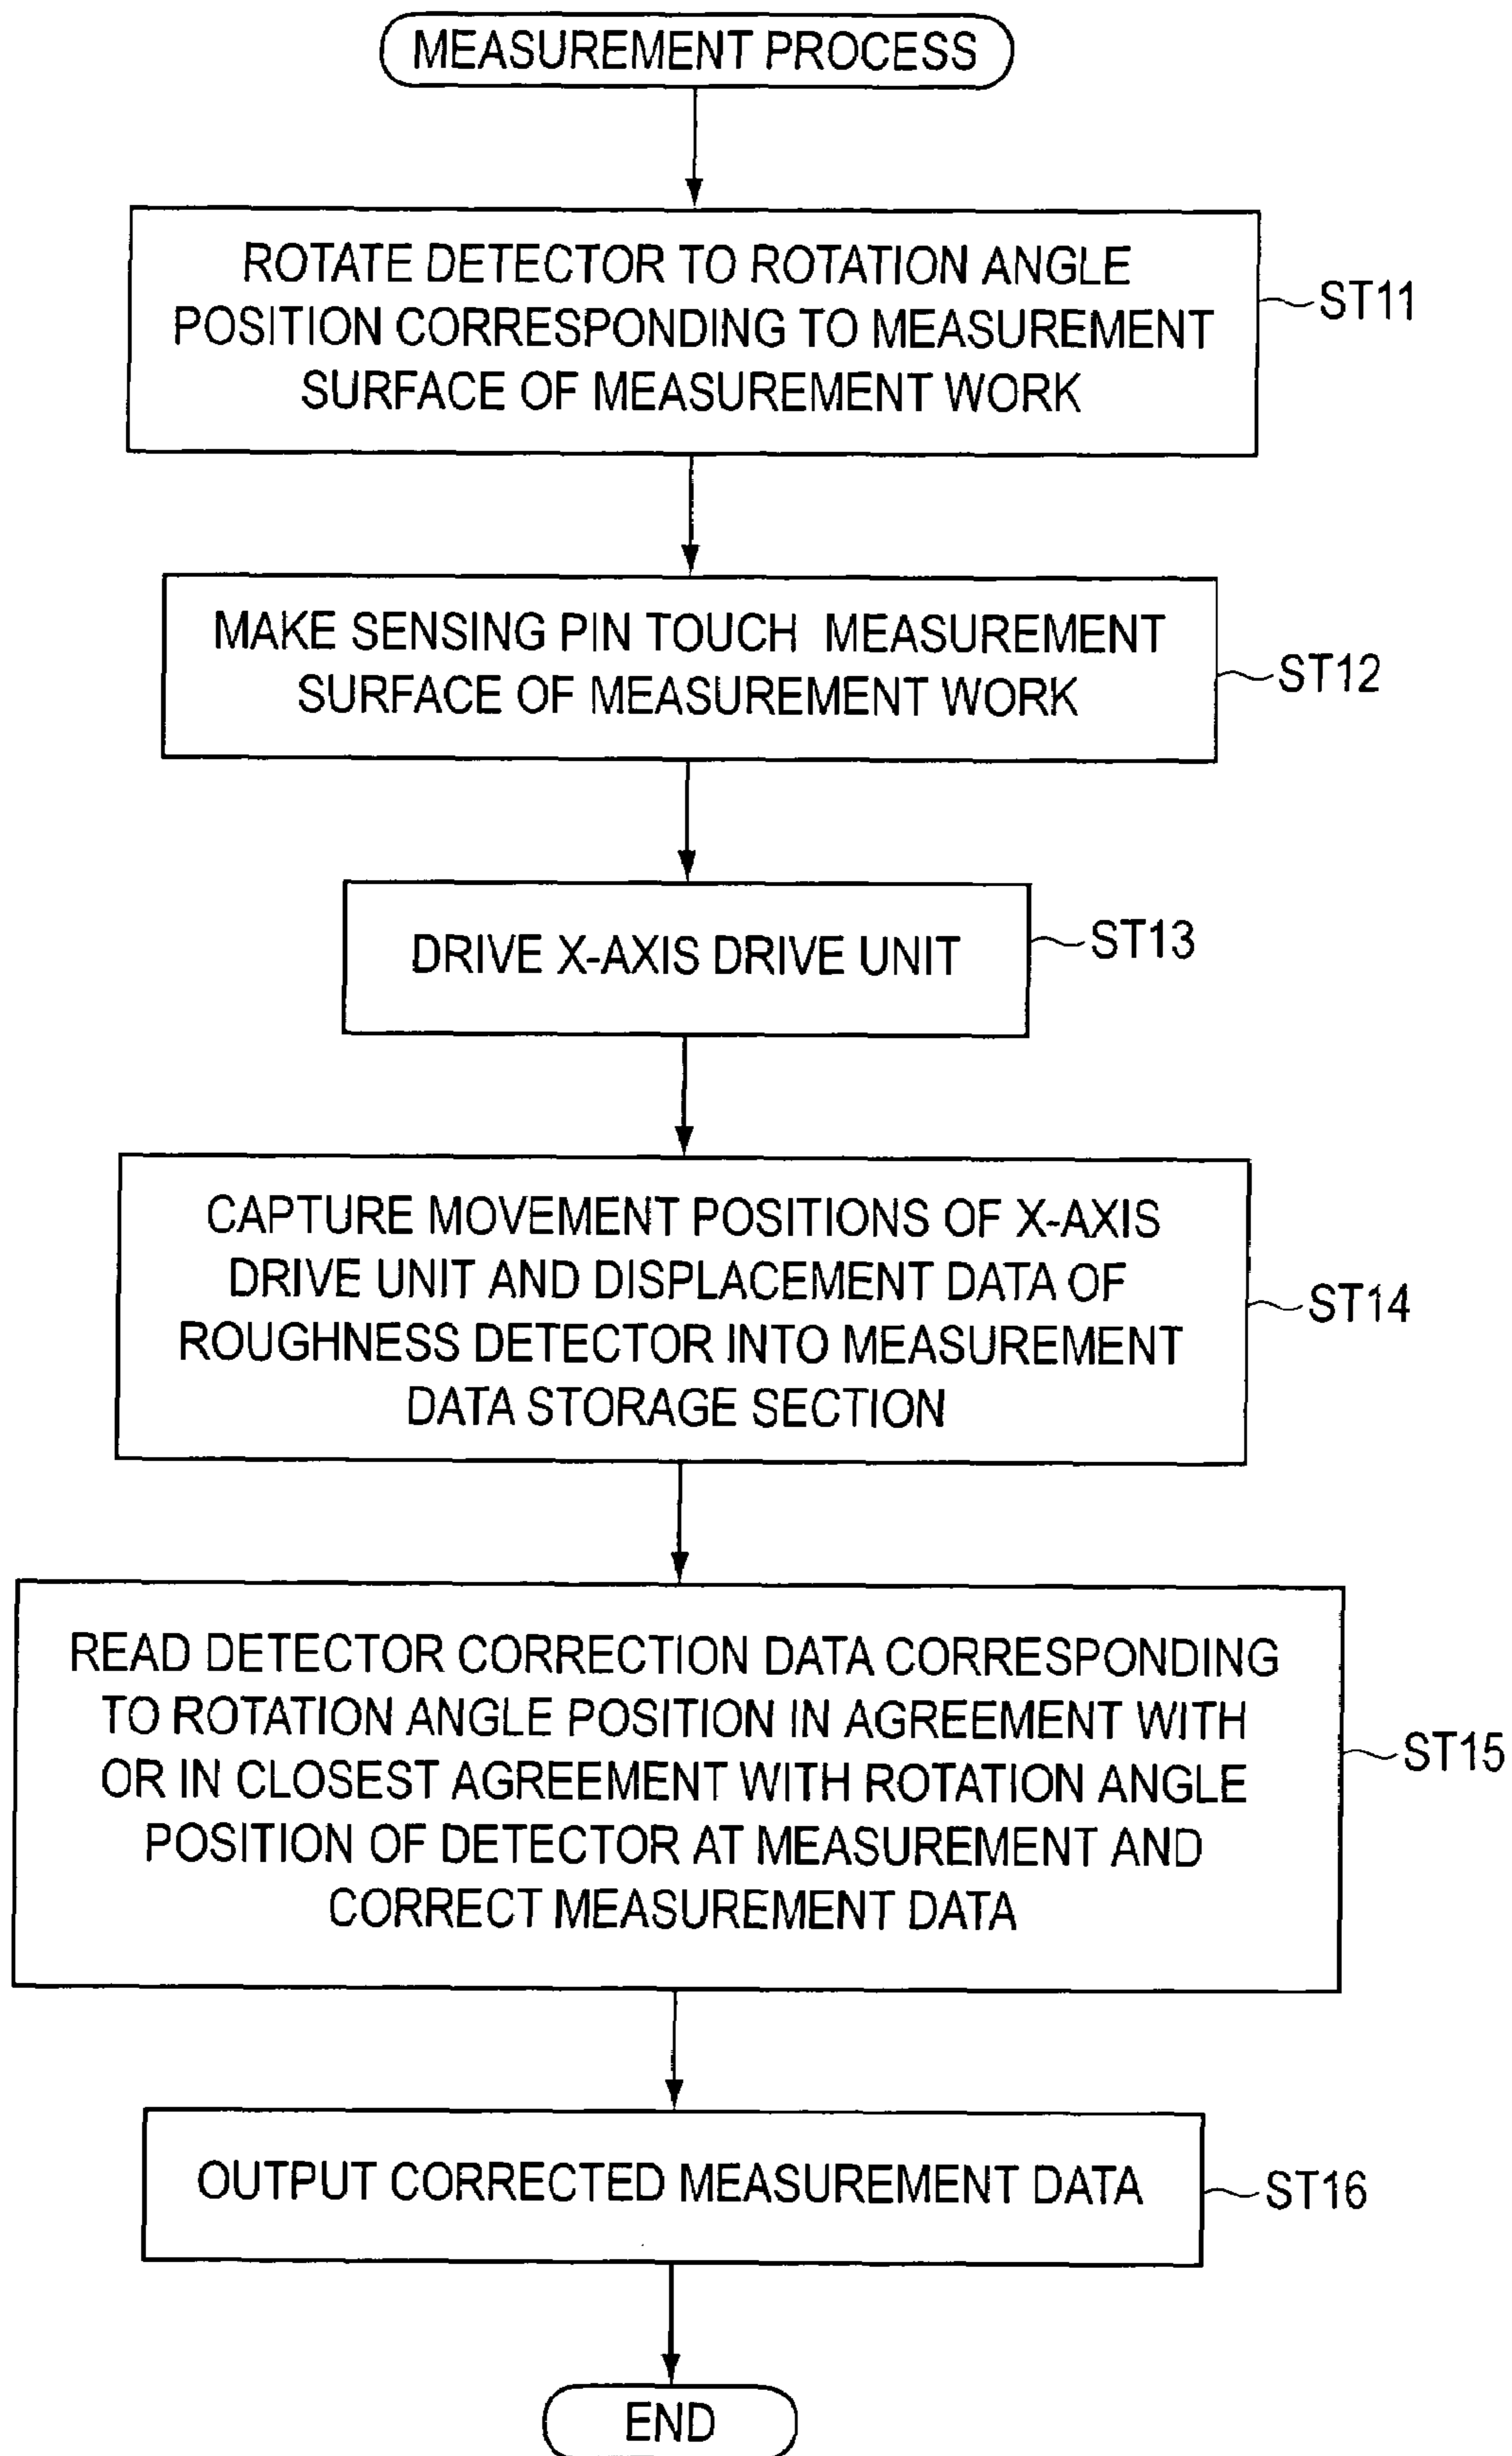 MEASUREMENT PROCESS
ROTATE DETECTOR TO ROTATION ANGLE
POSITION CORRESPONDING TO MEASUREMENT
SURFACE OF MEASUREMENT WORK
ST11
MAKE SENSING PIN TOUCH MEASUREMENT
SURFACE OF MEASUREMENT WORK
ST12
DRIVE X-AXIS DRIVE UNIT
ST13
CAPTURE MOVEMENT POSITIONS OF X-AXIS
DRIVE UNIT AND DISPLACEMENT DATA OF
ROUGHNESS DETECTOR INTO MEASUREMENT
DATA STORAGE SECTION
ST14
READ DETECTOR CORRECTION DATA CORRESPONDING
TO ROTATION ANGLE POSITION IN AGREEMENT WITH
OR IN CLOSEST AGREEMENT WITH ROTATION ANGLE
POSITION OF DETECTOR AT MEASUREMENT AND
CORRECT MEASUREMENT DATA
ST15
OUTPUT CORRECTED MEASUREMENT DATA
ST16
END